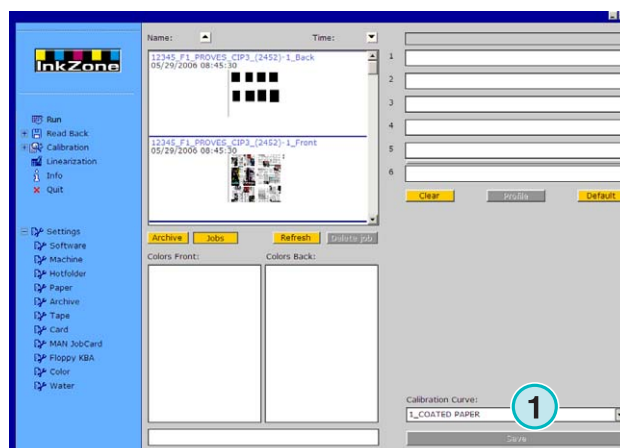 InkZone
Run
Read Back
Calibration
Linearization
Info
Quit
Settings
Software
Machine
Hotfolder
Paper
Archive
Tape
Card
MAN JobCard
Floppy KBA
Color
Water
Name:
Time:
12345_F1_PROVES_CIP3_(2452)-1_Back
05/29/2006 08:45:30
12345_F1_PROVES_CIP3_(2452)-1_Front
05/29/2006 08:45:30
Archive
Jobs
Refresh
Delete job
Colors Front:
Colors Back:
1
2
3
4
5
6
Clear
Profile
Default
Calibration Curve:
1_COATED PAPER
1
Save